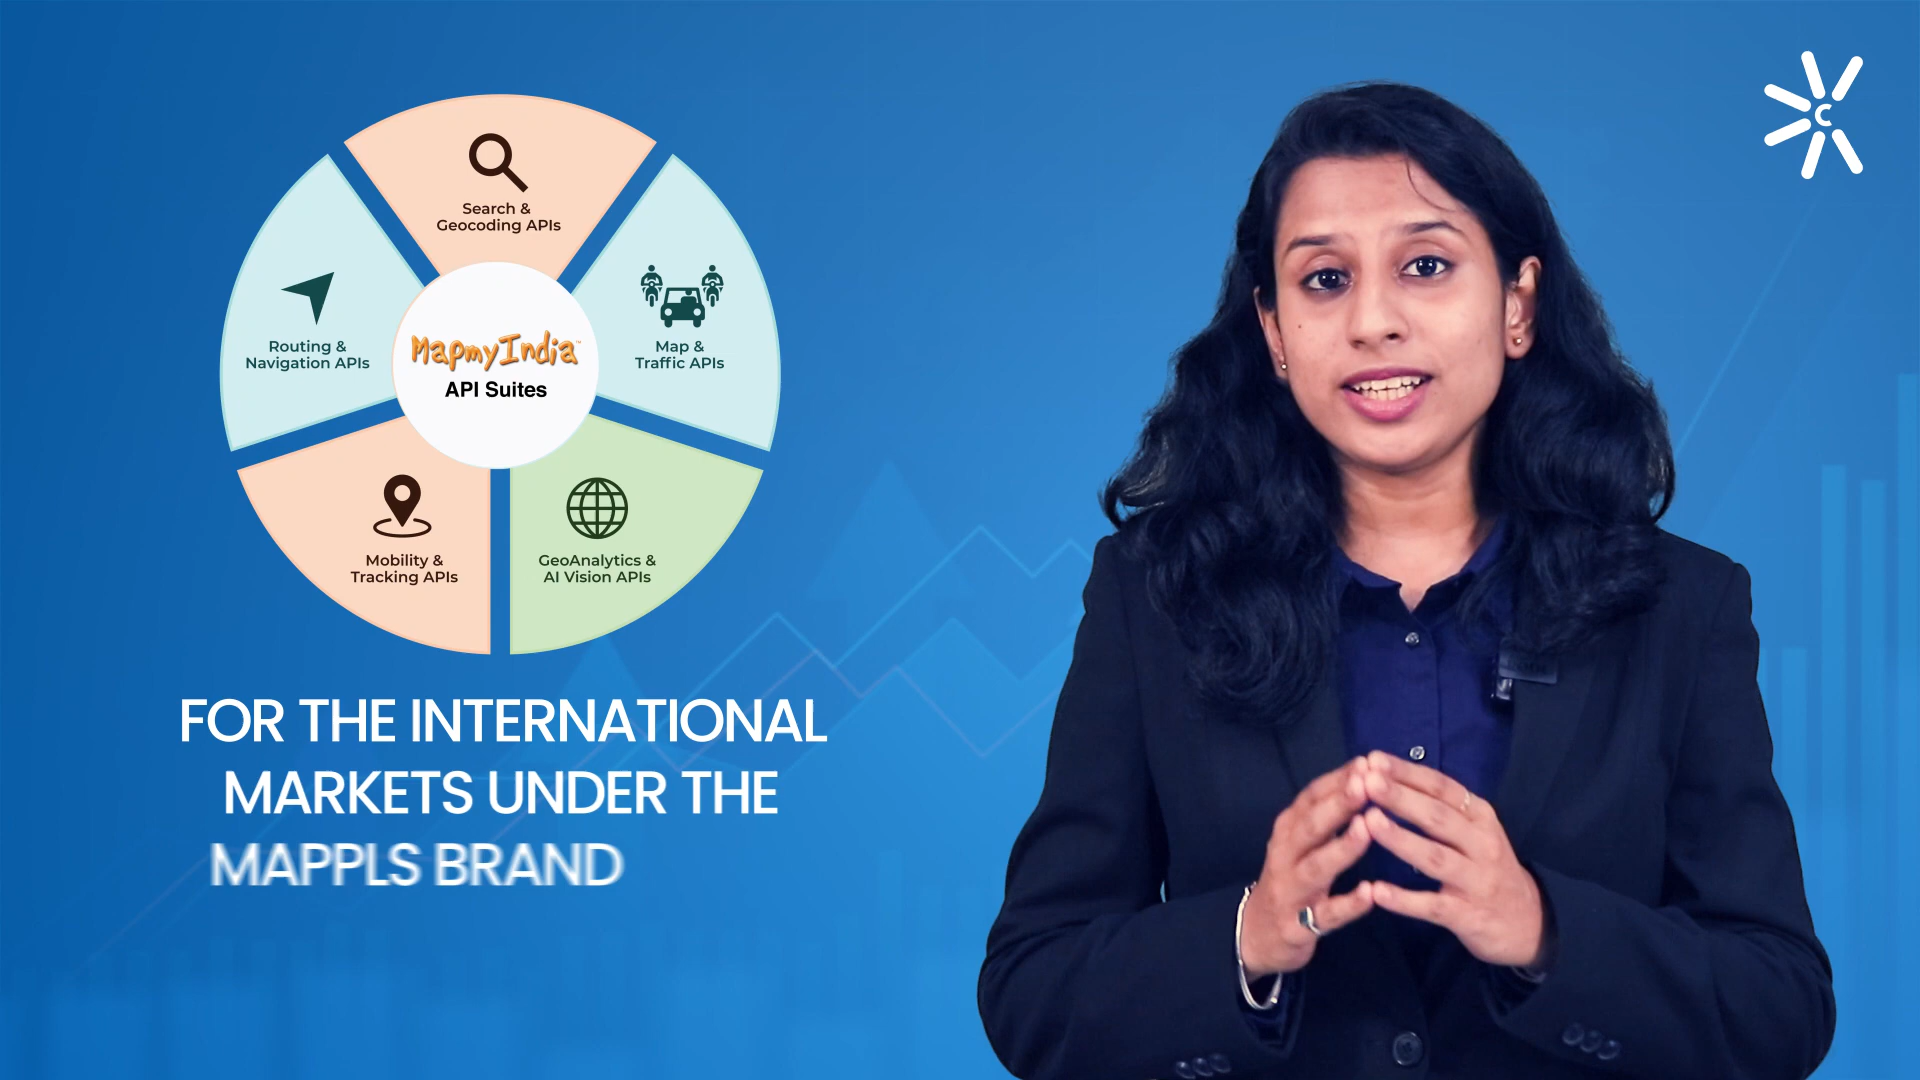 Search &
Geocoding APIs
Routing &
Navigation APIs
Map &
Traffic APIs
MapmyIndia™
API Suites
Mobility &
Tracking APIs
GeoAnalytics &
AI Vision APIs
FOR THE INTERNATIONAL
MARKETS UNDER THE
MAPPLS BRAND
C